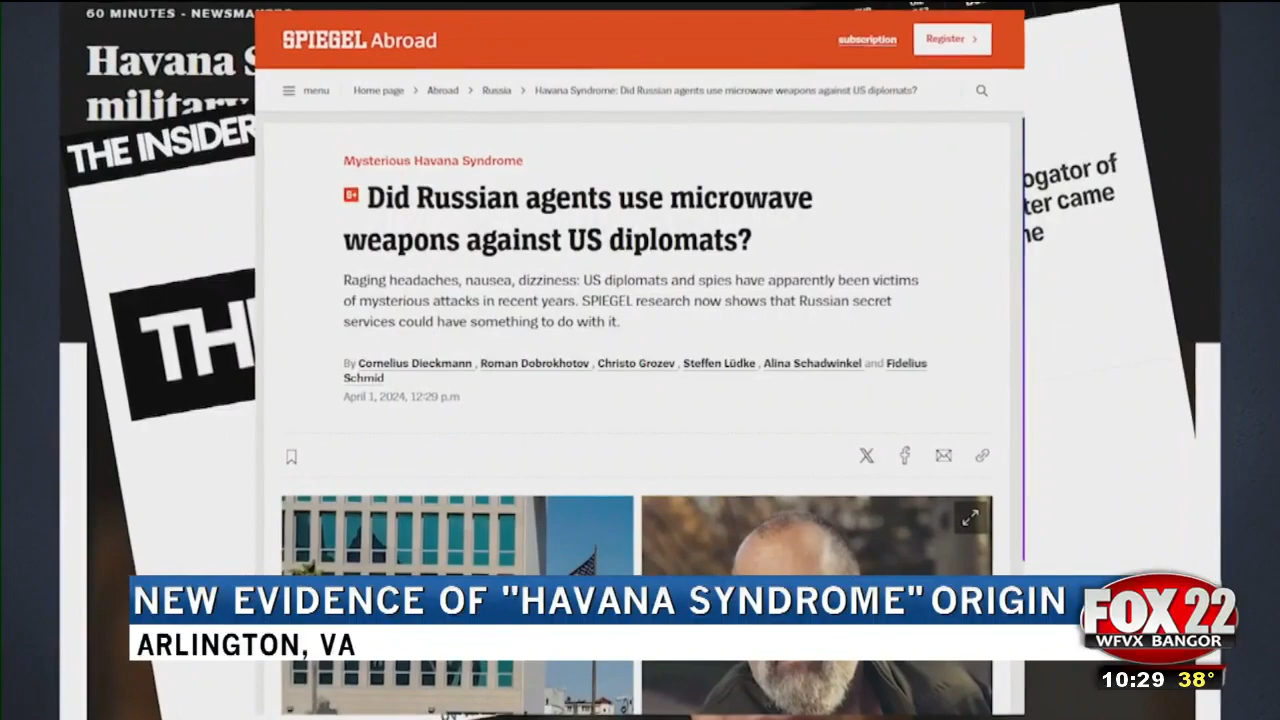 60 MINUTES - NEWSMA
Havana S
military
THE INSIDER
TH
SPIEGEL Abroad
subscription
Register >
menu
Home page > Abroad > Russia > Havana Syndrome: Did Russian agents use microwave weapons against US diplomats?
Mysterious Havana Syndrome
S+ Did Russian agents use microwave
weapons against US diplomats?
Raging headaches, nausea, dizziness: US diplomats and spies have apparently been victims
of mysterious attacks in recent years. SPIEGEL research now shows that Russian secret
services could have something to do with it.
By Cornelius Dieckmann , Roman Dobrokhotov , Christo Grozev , Steffen Lüdke , Alina Schadwinkel and Fidelius
Schmid
April 1, 2024, 12:29 p.m
ogator of
ter came
ne
NEW EVIDENCE OF "HAVANA SYNDROME" ORIGIN
ARLINGTON, VA
FOX 22
WFVX BANGOR
10:29 38°